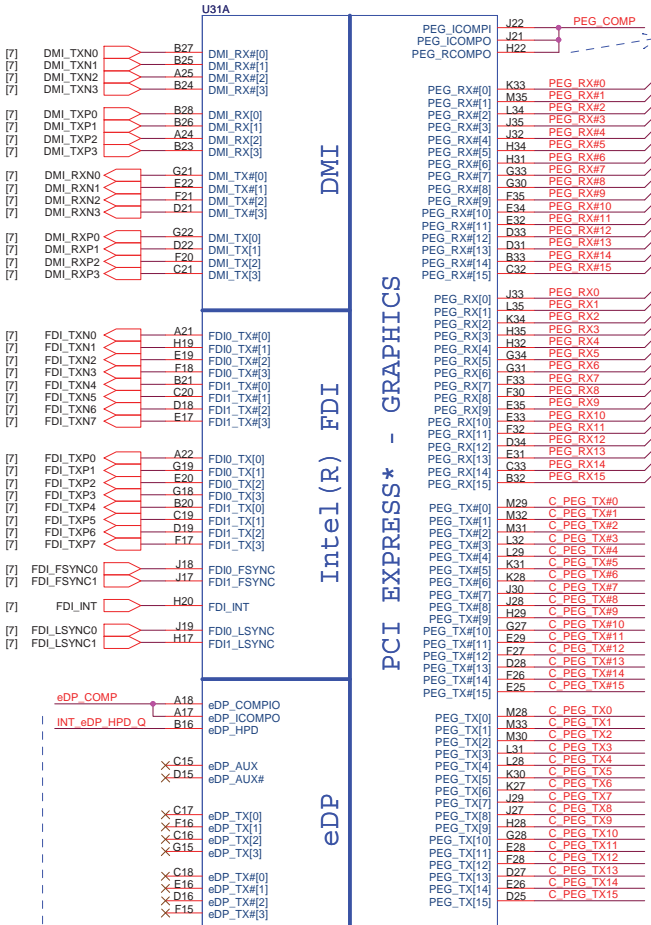 U31A
[7] DMI_TXN0 B27 DMI_RX#[0]
[7] DMI_TXN1 B25 DMI_RX#[1]
[7] DMI_TXN2 A25 DMI_RX#[2]
[7] DMI_TXN3 B24 DMI_RX#[3]
[7] DMI_TXP0 B28 DMI_RX[0]
[7] DMI_TXP1 B26 DMI_RX[1]
[7] DMI_TXP2 A24 DMI_RX[2]
[7] DMI_TXP3 B23 DMI_RX[3]
[7] DMI_RXN0 G21 DMI_TX#[0]
[7] DMI_RXN1 E22 DMI_TX#[1]
[7] DMI_RXN2 F21 DMI_TX#[2]
[7] DMI_RXN3 D21 DMI_TX#[3]
[7] DMI_RXP0 G22 DMI_TX[0]
[7] DMI_RXP1 D22 DMI_TX[1]
[7] DMI_RXP2 F20 DMI_TX[2]
[7] DMI_RXP3 C21 DMI_TX[3]
DMI
[7] FDI_TXN0 A21 FDI0_TX#[0]
[7] FDI_TXN1 H19 FDI0_TX#[1]
[7] FDI_TXN2 E19 FDI0_TX#[2]
[7] FDI_TXN3 F18 FDI0_TX#[3]
[7] FDI_TXN4 B21 FDI1_TX#[0]
[7] FDI_TXN5 C20 FDI1_TX#[1]
[7] FDI_TXN6 D18 FDI1_TX#[2]
[7] FDI_TXN7 E17 FDI1_TX#[3]
[7] FDI_TXP0 A22 FDI0_TX[0]
[7] FDI_TXP1 G19 FDI0_TX[1]
[7] FDI_TXP2 E20 FDI0_TX[2]
[7] FDI_TXP3 G18 FDI0_TX[3]
[7] FDI_TXP4 B20 FDI1_TX[0]
[7] FDI_TXP5 C19 FDI1_TX[1]
[7] FDI_TXP6 D19 FDI1_TX[2]
[7] FDI_TXP7 F17 FDI1_TX[3]
[7] FDI_FSYNC0 J18 FDI0_FSYNC
[7] FDI_FSYNC1 J17 FDI1_FSYNC
[7] FDI_INT H20 FDI_INT
[7] FDI_LSYNC0 J19 FDI0_LSYNC
[7] FDI_LSYNC1 H17 FDI1_LSYNC
Intel(R) FDI
eDP_COMP A18 eDP_COMPIO
A17 eDP_ICOMPO
INT_eDP_HPD_Q B16 eDP_HPD
C15 eDP_AUX
D15 eDP_AUX#
C17 eDP_TX[0]
F16 eDP_TX[1]
C16 eDP_TX[2]
G15 eDP_TX[3]
C18 eDP_TX#[0]
E16 eDP_TX#[1]
D16 eDP_TX#[2]
F15 eDP_TX#[3]
eDP
PCI EXPRESS* - GRAPHICS
PEG_ICOMPI J22 PEG_COMP
PEG_ICOMPO J21
PEG_RCOMPO H22
PEG_RX#[0] K33 PEG_RX#0
PEG_RX#[1] M35 PEG_RX#1
PEG_RX#[2] L34 PEG_RX#2
PEG_RX#[3] J35 PEG_RX#3
PEG_RX#[4] J32 PEG_RX#4
PEG_RX#[5] H34 PEG_RX#5
PEG_RX#[6] H31 PEG_RX#6
PEG_RX#[7] G33 PEG_RX#7
PEG_RX#[8] G30 PEG_RX#8
PEG_RX#[9] F35 PEG_RX#9
PEG_RX#[10] E34 PEG_RX#10
PEG_RX#[11] E32 PEG_RX#11
PEG_RX#[12] D33 PEG_RX#12
PEG_RX#[13] D31 PEG_RX#13
PEG_RX#[14] B33 PEG_RX#14
PEG_RX#[15] C32 PEG_RX#15
PEG_RX[0] J33 PEG_RX0
PEG_RX[1] L35 PEG_RX1
PEG_RX[2] K34 PEG_RX2
PEG_RX[3] H35 PEG_RX3
PEG_RX[4] H32 PEG_RX4
PEG_RX[5] G34 PEG_RX5
PEG_RX[6] G31 PEG_RX6
PEG_RX[7] F33 PEG_RX7
PEG_RX[8] F30 PEG_RX8
PEG_RX[9] E35 PEG_RX9
PEG_RX[10] E33 PEG_RX10
PEG_RX[11] F32 PEG_RX11
PEG_RX[12] D34 PEG_RX12
PEG_RX[13] E31 PEG_RX13
PEG_RX[14] C33 PEG_RX14
PEG_RX[15] B32 PEG_RX15
PEG_TX#[0] M29 C_PEG_TX#0
PEG_TX#[1] M32 C_PEG_TX#1
PEG_TX#[2] M31 C_PEG_TX#2
PEG_TX#[3] L32 C_PEG_TX#3
PEG_TX#[4] L29 C_PEG_TX#4
PEG_TX#[5] K31 C_PEG_TX#5
PEG_TX#[6] K28 C_PEG_TX#6
PEG_TX#[7] J30 C_PEG_TX#7
PEG_TX#[8] J28 C_PEG_TX#8
PEG_TX#[9] H29 C_PEG_TX#9
PEG_TX#[10] G27 C_PEG_TX#10
PEG_TX#[11] E29 C_PEG_TX#11
PEG_TX#[12] F27 C_PEG_TX#12
PEG_TX#[13] D28 C_PEG_TX#13
PEG_TX#[14] F26 C_PEG_TX#14
PEG_TX#[15] E25 C_PEG_TX#15
PEG_TX[0] M28 C_PEG_TX0
PEG_TX[1] M33 C_PEG_TX1
PEG_TX[2] M30 C_PEG_TX2
PEG_TX[3] L31 C_PEG_TX3
PEG_TX[4] L28 C_PEG_TX4
PEG_TX[5] K30 C_PEG_TX5
PEG_TX[6] K27 C_PEG_TX6
PEG_TX[7] J29 C_PEG_TX7
PEG_TX[8] J27 C_PEG_TX8
PEG_TX[9] H28 C_PEG_TX9
PEG_TX[10] G28 C_PEG_TX10
PEG_TX[11] E28 C_PEG_TX11
PEG_TX[12] F28 C_PEG_TX12
PEG_TX[13] D27 C_PEG_TX13
PEG_TX[14] E26 C_PEG_TX14
PEG_TX[15] D25 C_PEG_TX15